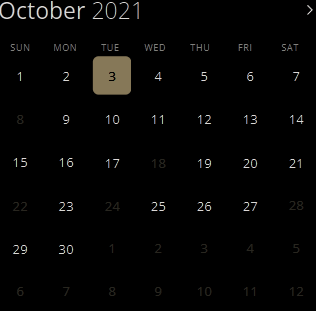 October 2021
SUN MON TUE WED THU FRI SAT
1 2 3 4 5 6 7
8 9 10 11 12 13 14
15 16 17 18 19 20 21
22 23 24 25 26 27 28
29 30 1 2 3 4 5
6 7 8 9 10 11 12